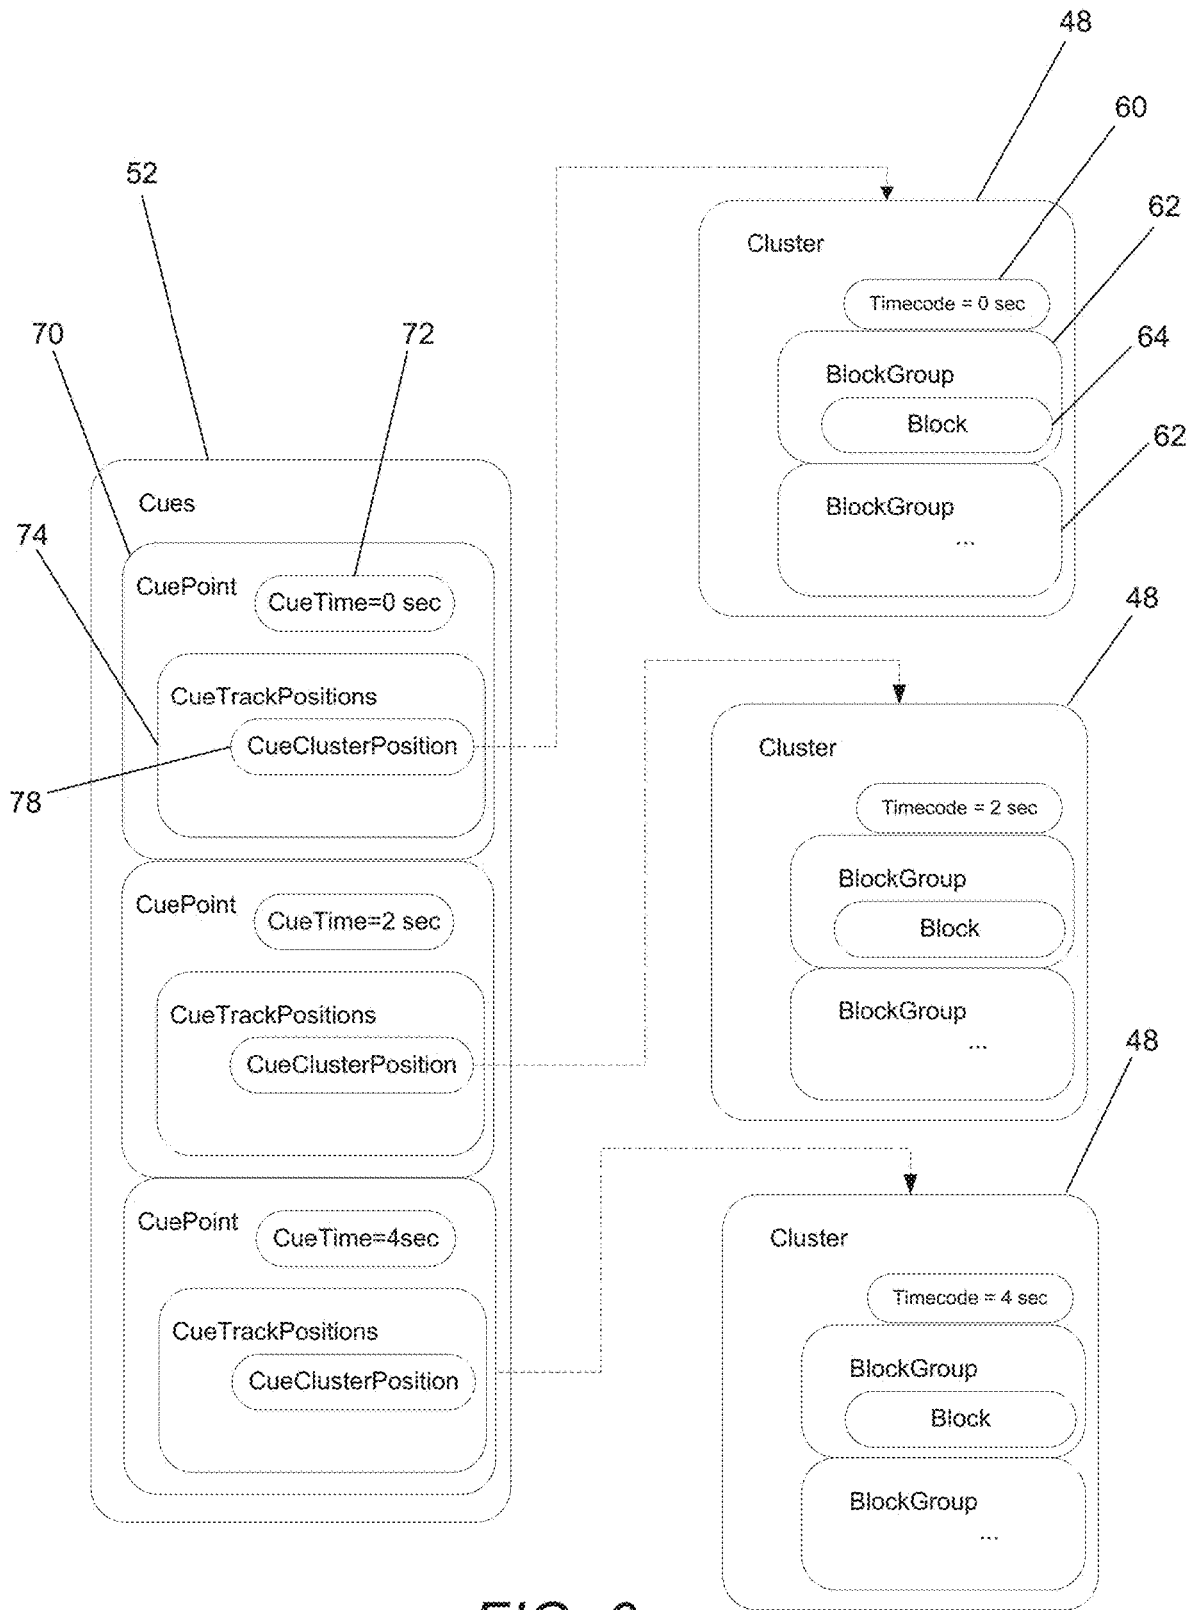 48
60
52
Cluster
62
Timecode = 0 sec
70
72
64
BlockGroup
Block
62
Cues
BlockGroup
...
74
CuePoint
CueTime=0 sec
48
CueTrackPositions
CueClusterPosition
Cluster
78
Timecode = 2 sec
BlockGroup
CuePoint
CueTime=2 sec
Block
CueTrackPositions
BlockGroup
...
48
CueClusterPosition
CuePoint
CueTime=4sec
Cluster
Timecode = 4 sec
CueTrackPositions
BlockGroup
CueClusterPosition
Block
BlockGroup
...